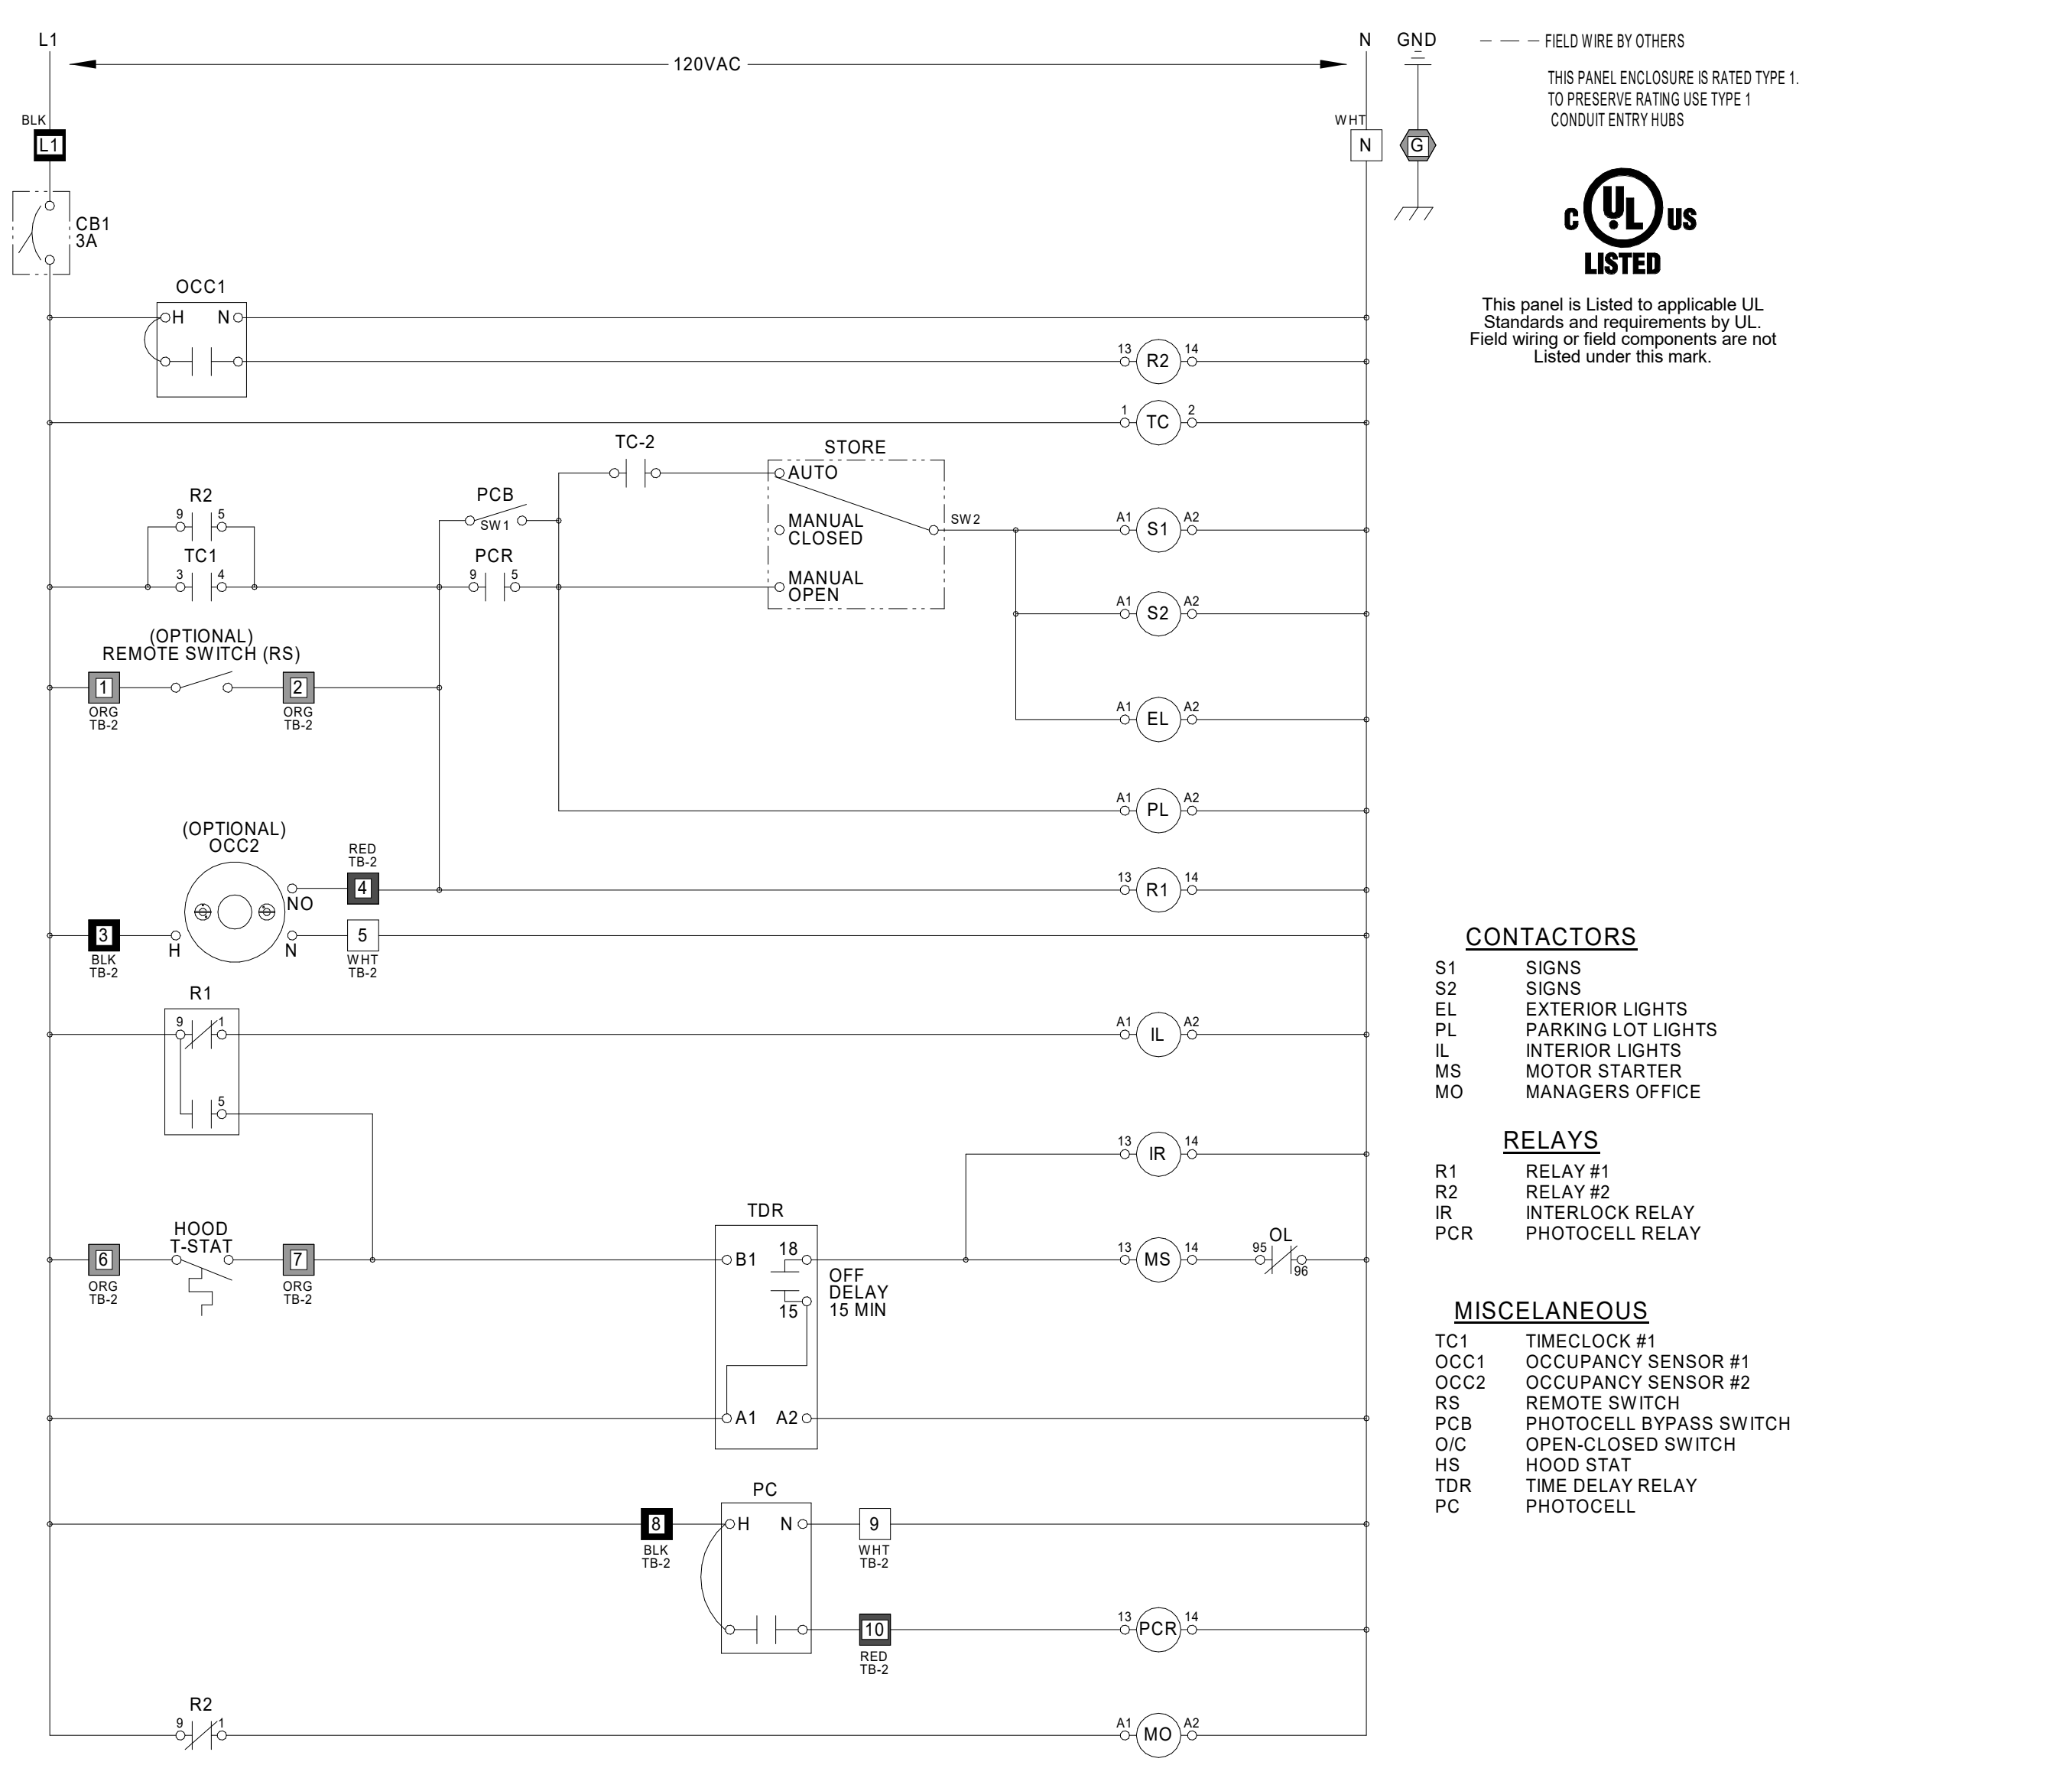 L1
120VAC
N
GND
FIELD WIRE BY OTHERS
THIS PANEL ENCLOSURE IS RATED TYPE 1.
TO PRESERVE RATING USE TYPE 1
CONDUIT ENTRY HUBS
BLK
L1
WHT
N
G
CB1
3A
C UL US
LISTED
This panel is Listed to applicable UL
Standards and requirements by UL.
Field wiring or field components are not
Listed under this mark.
OCC1
H N
13 R2 14
1 TC 2
TC-2
STORE
AUTO
MANUAL
CLOSED
MANUAL
OPEN
SW2
R2
9 5
TC1
3 4
PCB
SW1
PCR
9 5
A1 S1 A2
A1 S2 A2
(OPTIONAL)
REMOTE SWITCH (RS)
1
ORG
TB-2
2
ORG
TB-2
A1 EL A2
A1 PL A2
(OPTIONAL)
OCC2
RED
TB-2
4
NO
13 R1 14
3
BLK
TB-2
H
N
5
WHT
TB-2
R1
9 1
5
A1 IL A2
13 IR 14
HOOD
T-STAT
6
ORG
TB-2
7
ORG
TB-2
TDR
B1 18
15
OFF
DELAY
15 MIN
A1 A2
13 MS 14
OL
95
96
PC
8
BLK
TB-2
H N
9
WHT
TB-2
10
RED
TB-2
13 PCR 14
R2
9 1
A1 MO A2
CONTACTORS
S1 SIGNS
S2 SIGNS
EL EXTERIOR LIGHTS
PL PARKING LOT LIGHTS
IL INTERIOR LIGHTS
MS MOTOR STARTER
MO MANAGERS OFFICE
RELAYS
R1 RELAY #1
R2 RELAY #2
IR INTERLOCK RELAY
PCR PHOTOCELL RELAY
MISCELANEOUS
TC1 TIMECLOCK #1
OCC1 OCCUPANCY SENSOR #1
OCC2 OCCUPANCY SENSOR #2
RS REMOTE SWITCH
PCB PHOTOCELL BYPASS SWITCH
O/C OPEN-CLOSED SWITCH
HS HOOD STAT
TDR TIME DELAY RELAY
PC PHOTOCELL